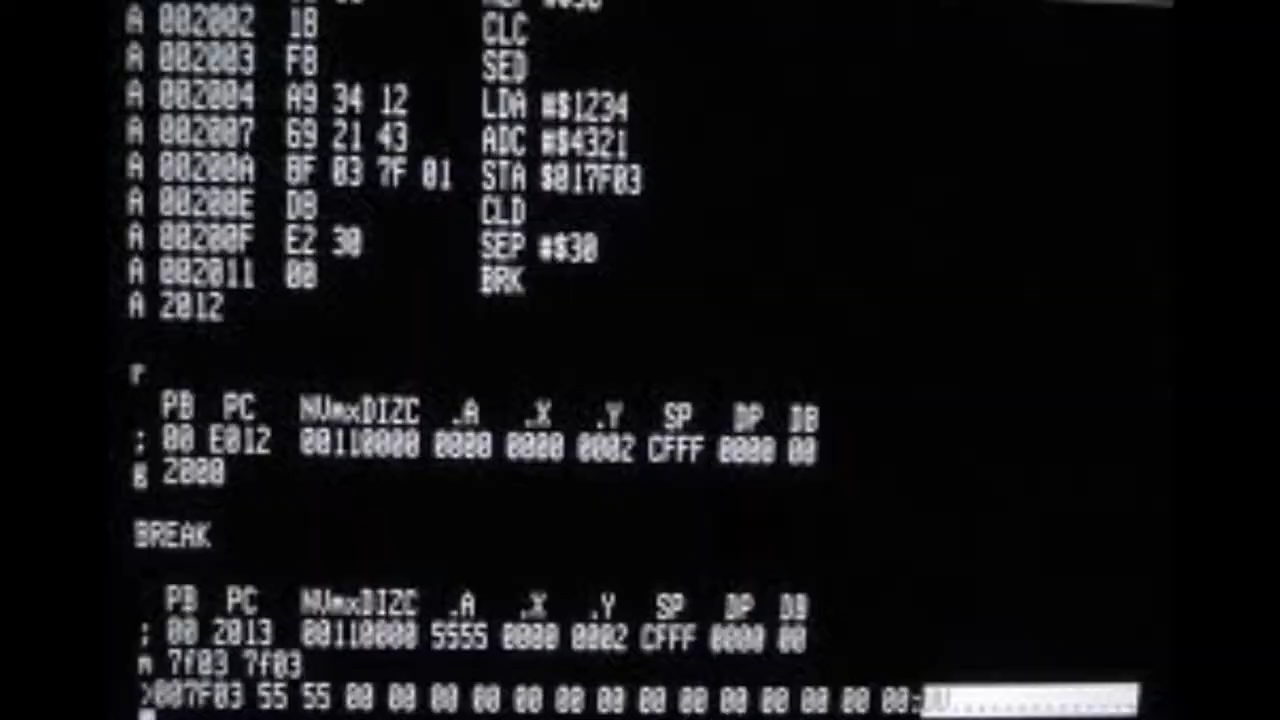 A 002002 18 CLC
A 002003 F8 SED
A 002004 A9 34 12 LDA #$1234
A 002007 69 21 43 ADC #$4321
A 00200A 8F 03 7F 01 STA $017F03
A 00200E D8 CLD
A 00200F E2 30 SEP #$30
A 002011 00 BRK
A 2012
r
PB PC NVmxDIZC .A .X .Y SP DP DB
; 00 E012 00110000 0000 0000 0002 CFFF 0000 00
g 2000
BREAK
PB PC NVmxDIZC .A .X .Y SP DP DB
; 00 2013 00110000 5555 0000 0002 CFFF 0000 00
m 7f03 7f03
>007F03 55 55 00 00 00 00 00 00 00 00 00 00 00 00 00 00:UU..............